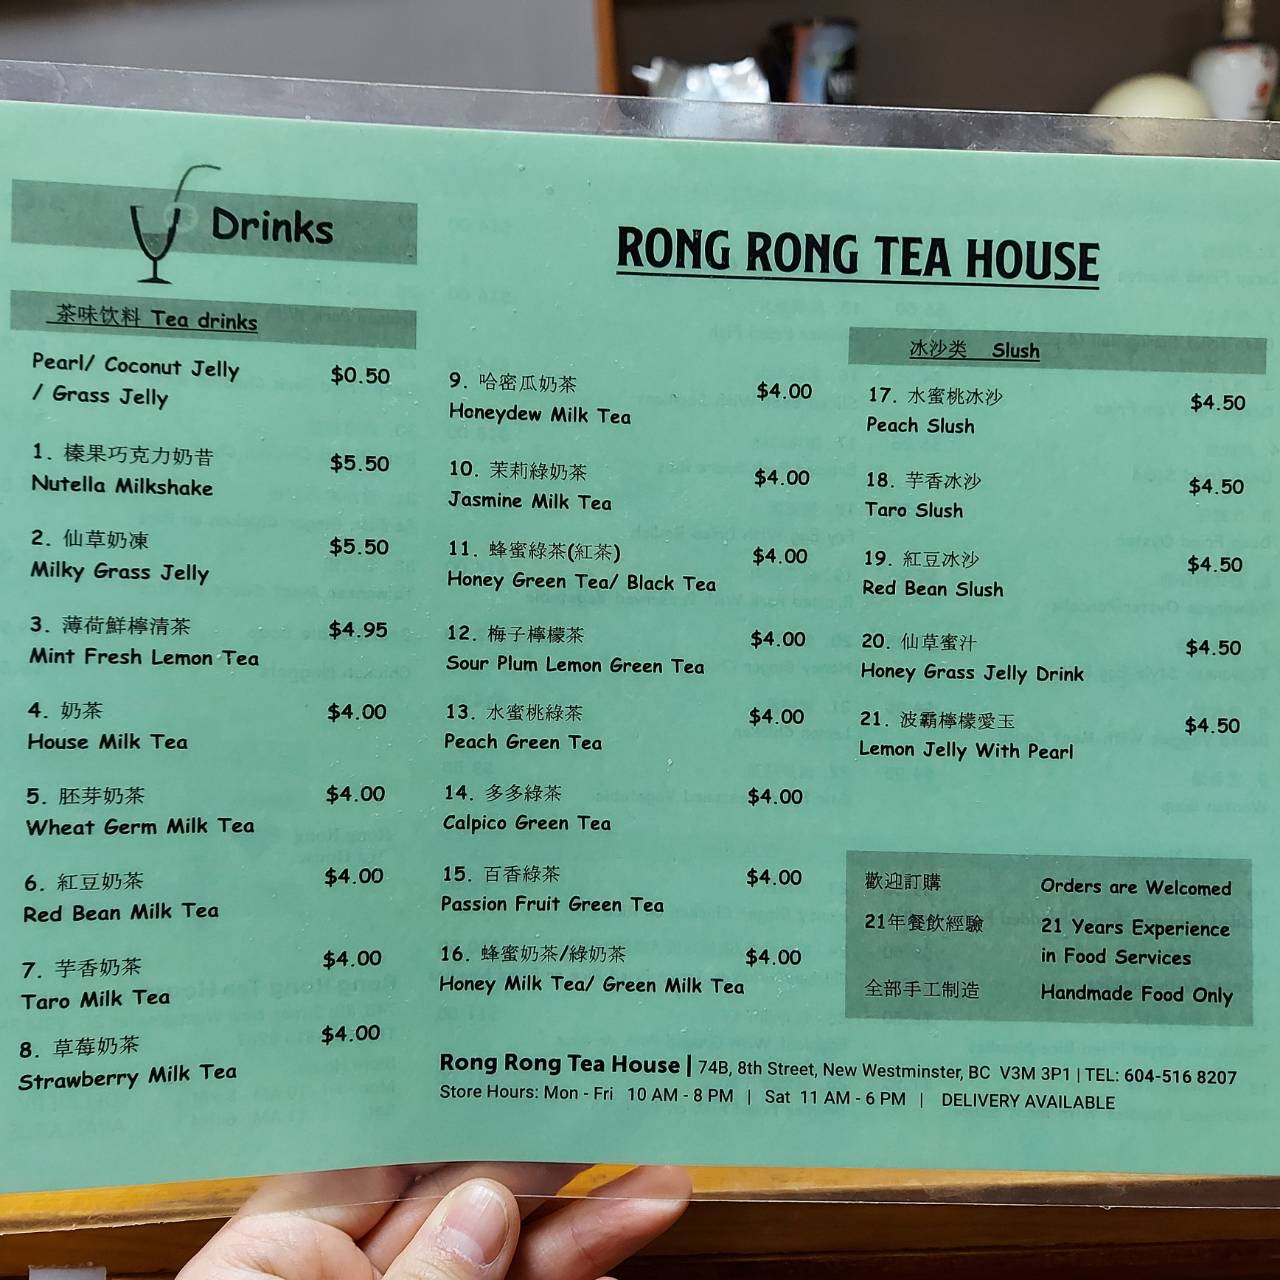 Drinks
RONG RONG TEA HOUSE
茶味饮料 Tea drinks
Pearl/ Coconut Jelly
/ Grass Jelly $0.50
1. 榛果巧克力奶昔 $5.50
Nutella Milkshake
2. 仙草奶凍 $5.50
Milky Grass Jelly
3. 薄荷鮮檸清茶 $4.95
Mint Fresh Lemon Tea
4. 奶茶 $4.00
House Milk Tea
5. 胚芽奶茶 $4.00
Wheat Germ Milk Tea
6. 紅豆奶茶 $4.00
Red Bean Milk Tea
7. 芋香奶茶 $4.00
Taro Milk Tea
8. 草莓奶茶 $4.00
Strawberry Milk Tea
9. 哈密瓜奶茶 $4.00
Honeydew Milk Tea
10. 茉莉綠奶茶 $4.00
Jasmine Milk Tea
11. 蜂蜜綠茶(紅茶) $4.00
Honey Green Tea/ Black Tea
12. 梅子檸檬茶 $4.00
Sour Plum Lemon Green Tea
13. 水蜜桃綠茶 $4.00
Peach Green Tea
14. 多多綠茶 $4.00
Calpico Green Tea
15. 百香綠茶 $4.00
Passion Fruit Green Tea
16. 蜂蜜奶茶/綠奶茶 $4.00
Honey Milk Tea/ Green Milk Tea
冰沙类 Slush
17. 水蜜桃冰沙 $4.50
Peach Slush
18. 芋香冰沙 $4.50
Taro Slush
19. 紅豆冰沙 $4.50
Red Bean Slush
20. 仙草蜜汁 $4.50
Honey Grass Jelly Drink
21. 波霸檸檬愛玉 $4.50
Lemon Jelly With Pearl
歡迎訂購 Orders are Welcomed
21年餐飲經驗 21 Years Experience
in Food Services
全部手工制造 Handmade Food Only
Rong Rong Tea House | 74B, 8th Street, New Westminster, BC V3M 3P1 | TEL: 604-516 8207
Store Hours: Mon - Fri 10 AM - 8 PM | Sat 11 AM - 6 PM | DELIVERY AVAILABLE